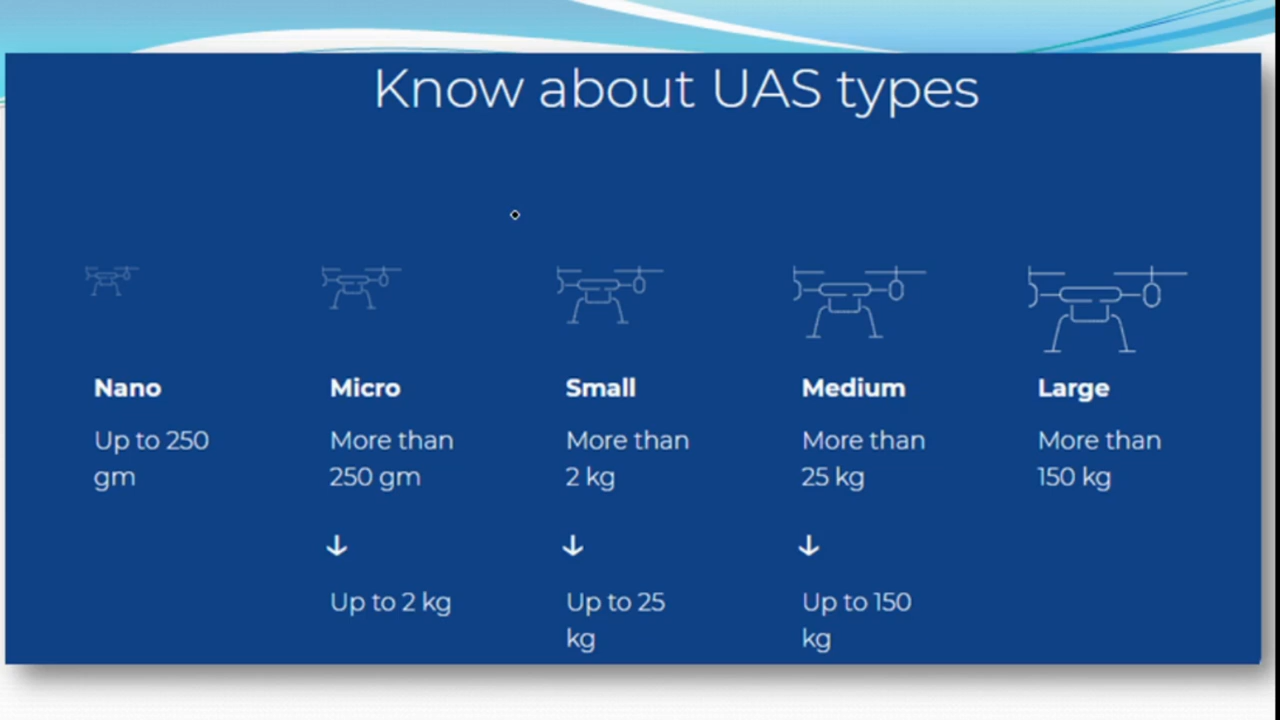 Know about UAS types
Nano
Up to 250
gm
Micro
More than
250 gm
↓
Up to 2 kg
Small
More than
2 kg
↓
Up to 25
kg
Medium
More than
25 kg
↓
Up to 150
kg
Large
More than
150 kg